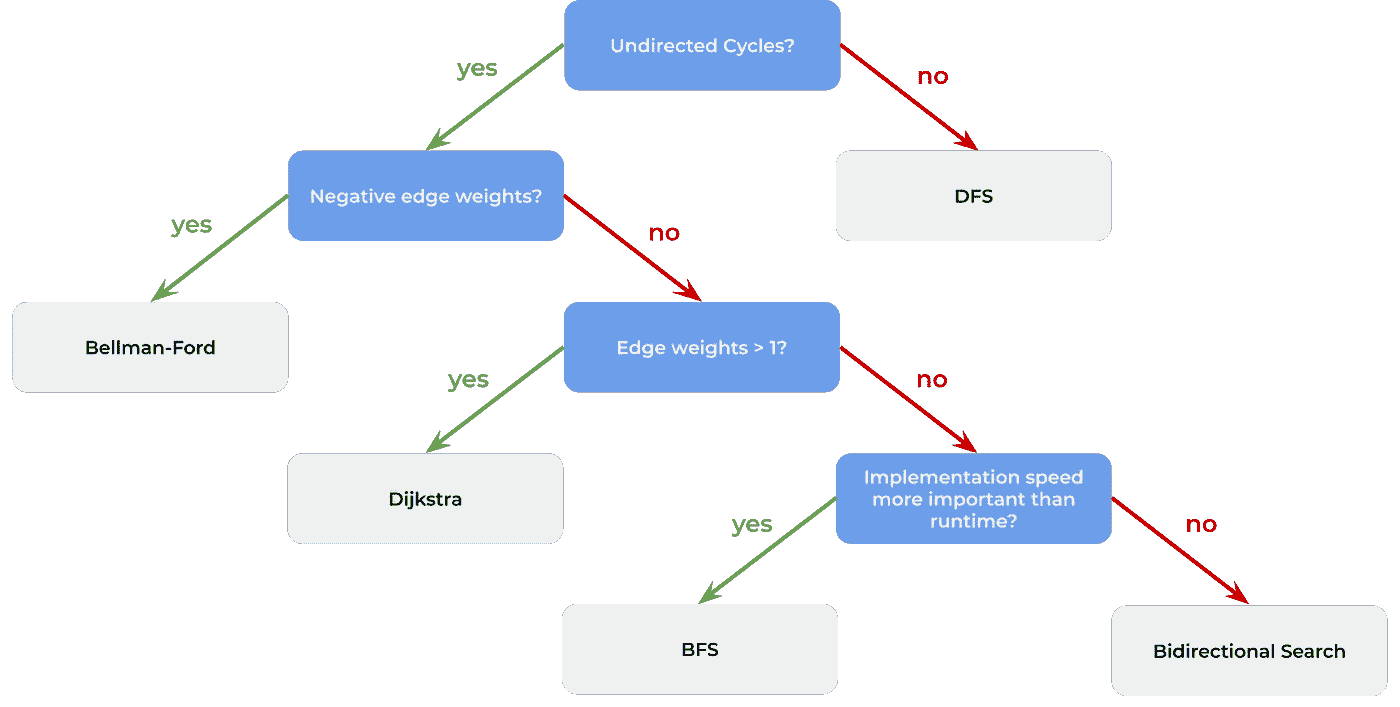 Undirected Cycles?
yes
no
Negative edge weights?
DFS
yes
no
Bellman-Ford
Edge weights > 1?
yes
no
Dijkstra
Implementation speed
more important than
runtime?
yes
no
BFS
Bidirectional Search